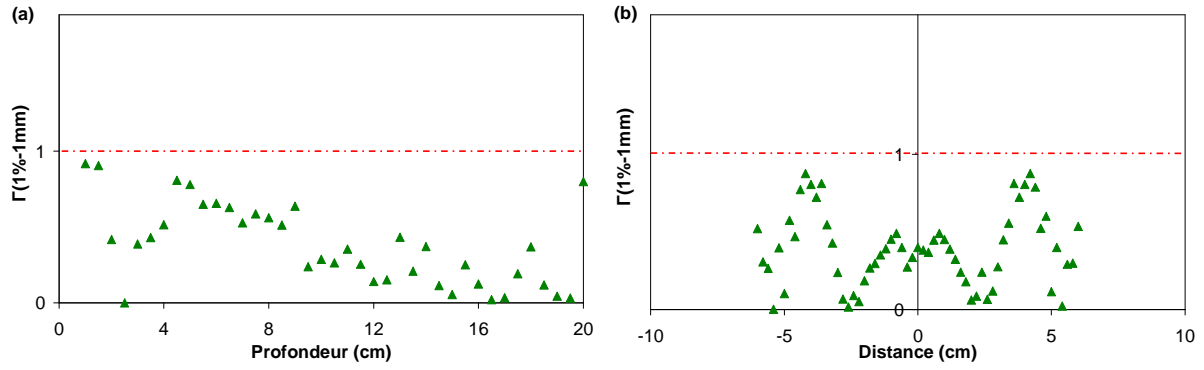 (a)
Γ(1%-1mm)
1
0
0
4
8
12
16
20
Profondeur (cm)
(b)
Γ(1%-1mm)
1
0
-10
-5
0
5
10
Distance (cm)